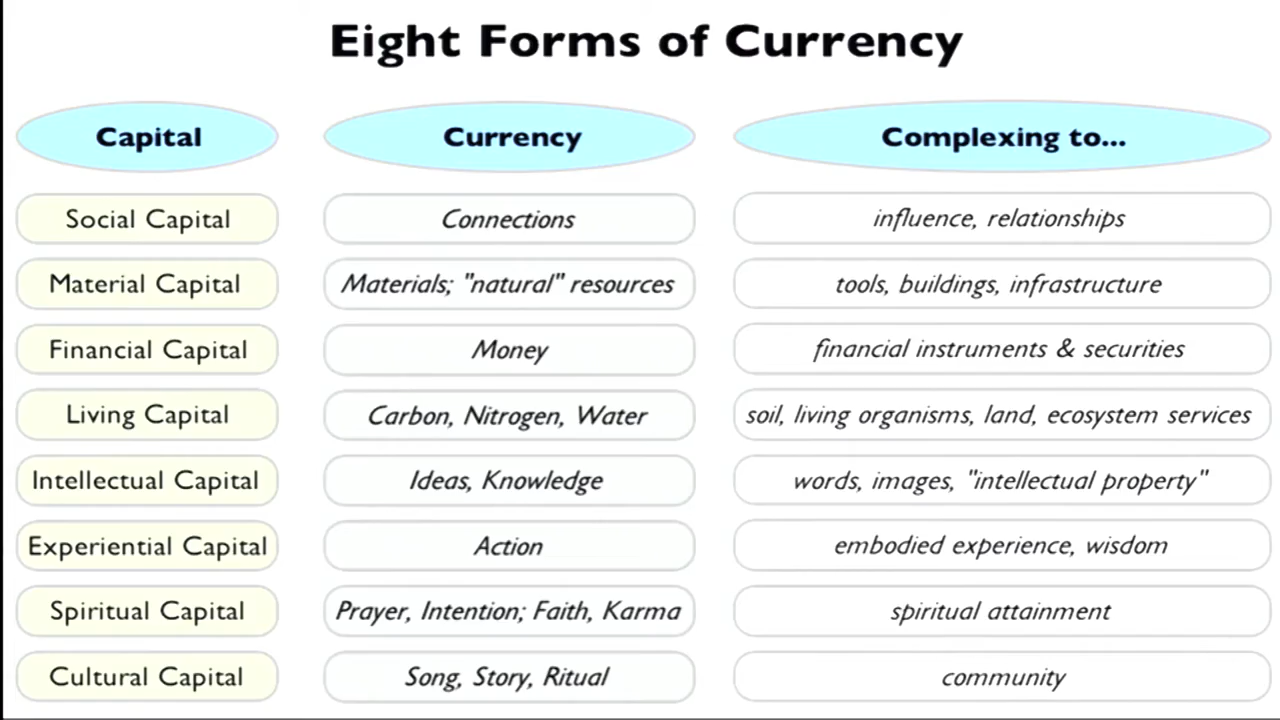 Eight Forms of Currency
Capital Currency Complexing to...
Social Capital Connections influence, relationships
Material Capital Materials; "natural" resources tools, buildings, infrastructure
Financial Capital Money financial instruments & securities
Living Capital Carbon, Nitrogen, Water soil, living organisms, land, ecosystem services
Intellectual Capital Ideas, Knowledge words, images, "intellectual property"
Experiential Capital Action embodied experience, wisdom
Spiritual Capital Prayer, Intention; Faith, Karma spiritual attainment
Cultural Capital Song, Story, Ritual community